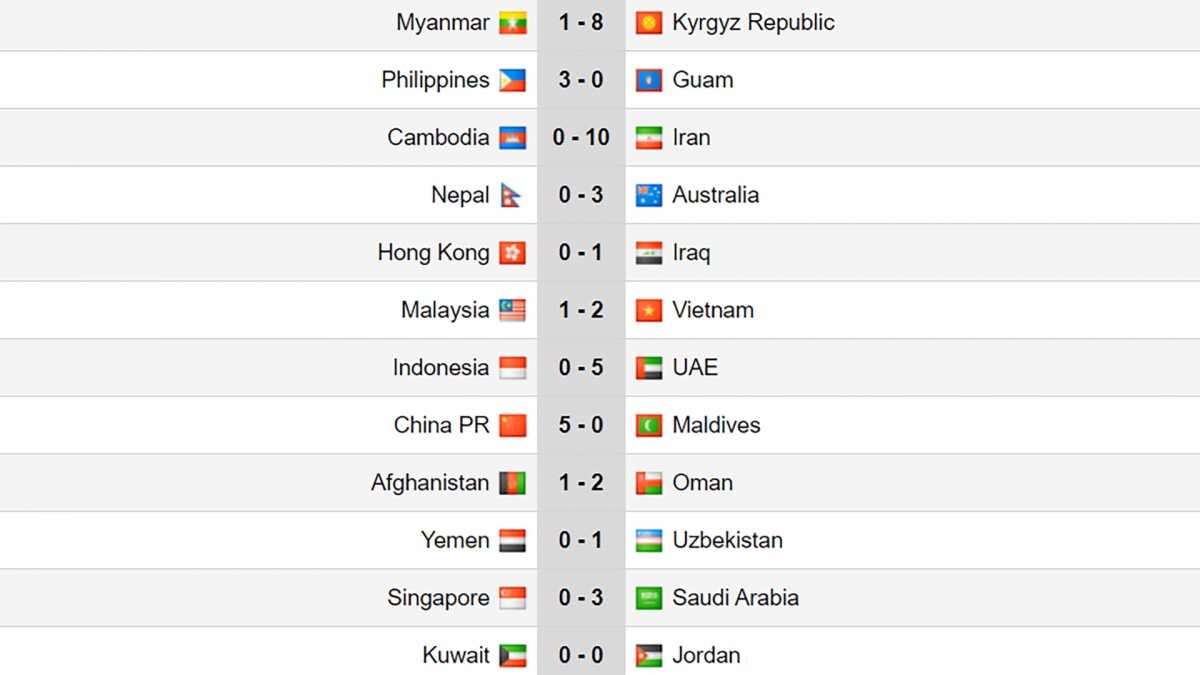 Myanmar 1 - 8 Kyrgyz Republic
Philippines 3 - 0 Guam
Cambodia 0 - 10 Iran
Nepal 0 - 3 Australia
Hong Kong 0 - 1 Iraq
Malaysia 1 - 2 Vietnam
Indonesia 0 - 5 UAE
China PR 5 - 0 Maldives
Afghanistan 1 - 2 Oman
Yemen 0 - 1 Uzbekistan
Singapore 0 - 3 Saudi Arabia
Kuwait 0 - 0 Jordan